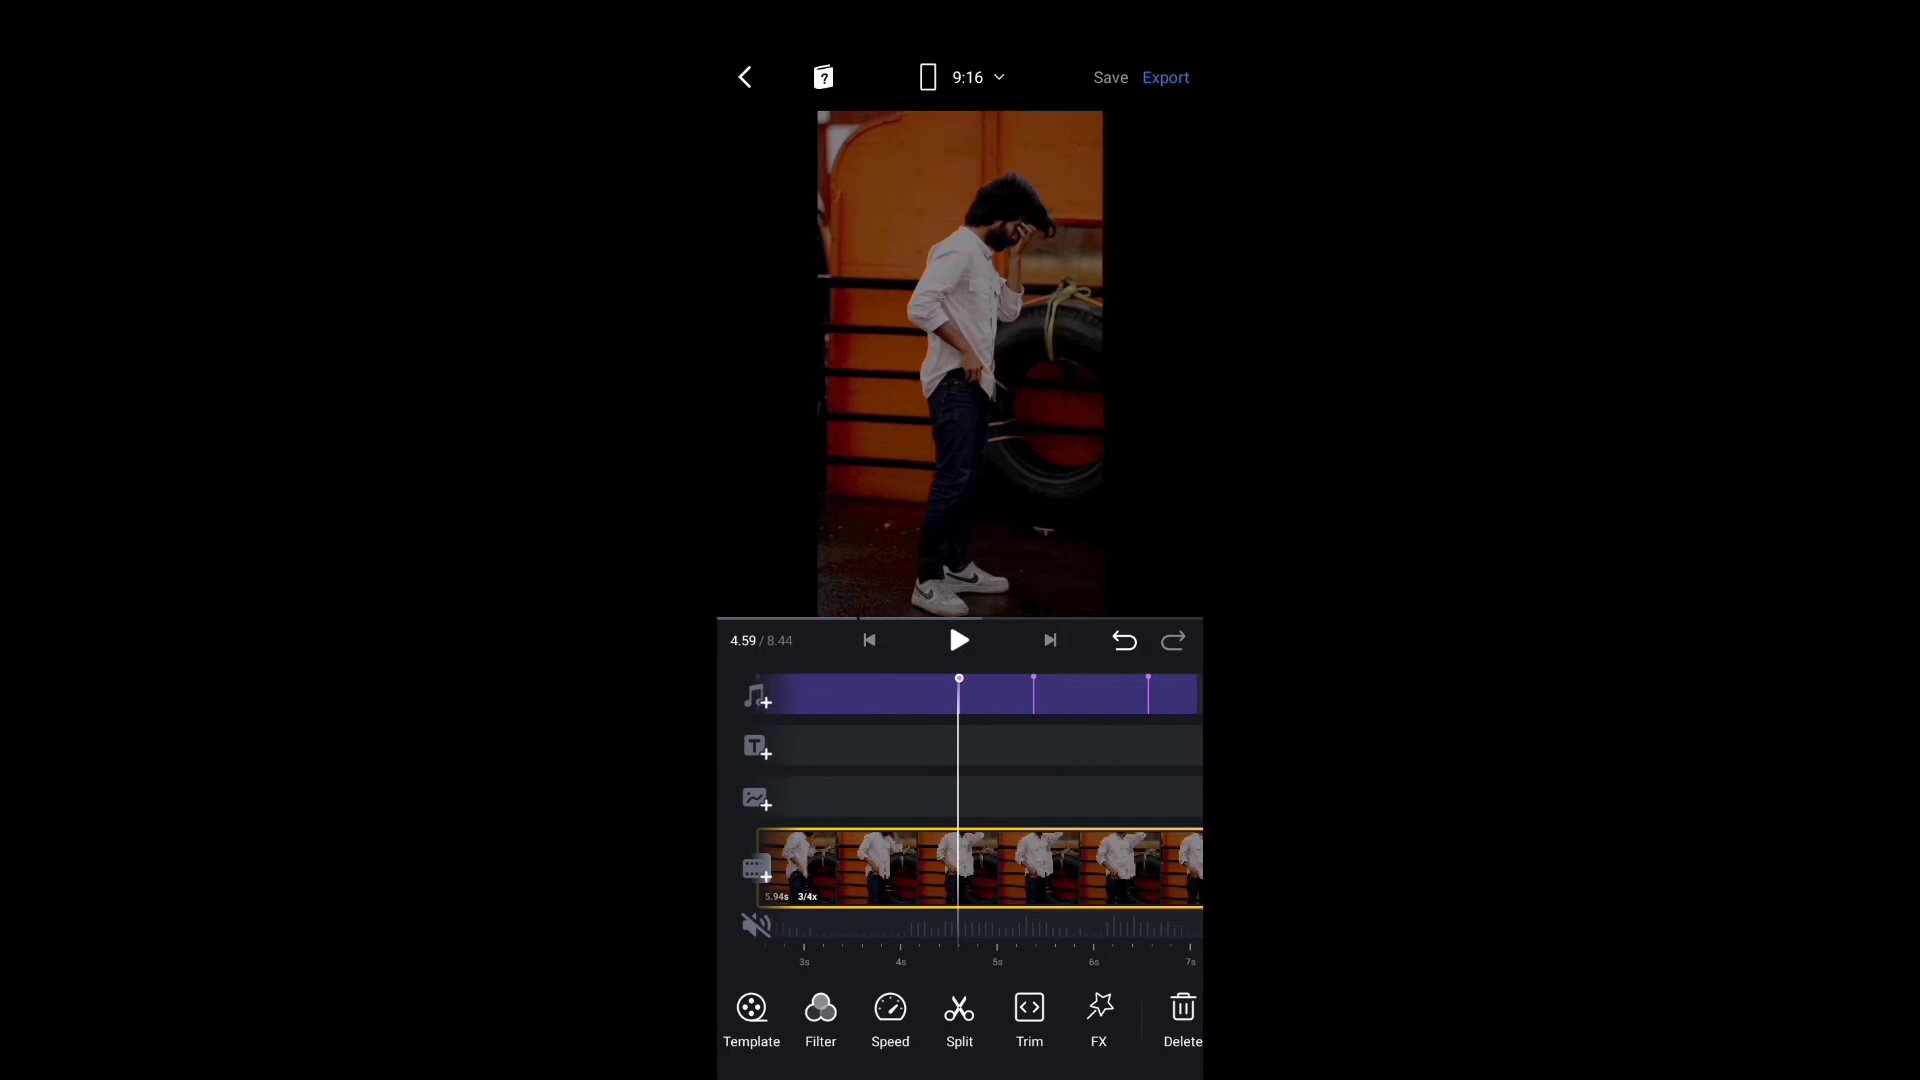 9:16
Save Export
4.59 / 8.44
5.94s 3/4x
3s 4s 5s 6s 7s
Template Filter Speed Split Trim FX Delete